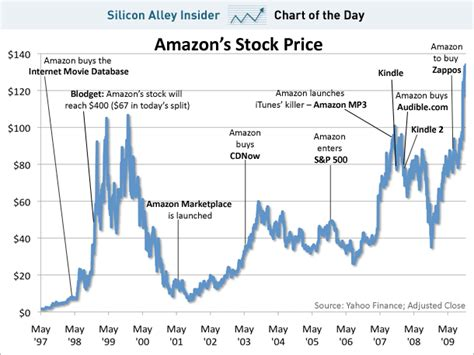 Silicon Alley Insider Chart of the Day
Amazon's Stock Price
$140
$120
$100
$80
$60
$40
$20
$0
Amazon buys the
Internet Movie Database
Blodget: Amazon's stock will
reach $400 ($67 in today's split)
Amazon Marketplace
is launched
Amazon
buys
CDNow
Amazon
enters
S&P 500
Amazon launches
iTunes' killer – Amazon MP3
Kindle
Amazon buys
Audible.com
Kindle 2
Amazon
to buy
Zappos
Source: Yahoo Finance; Adjusted Close
May May May May May May May May May May May May May
'97 '98 '99 '00 '01 '02 '03 '04 '05 '06 '07 '08 '09